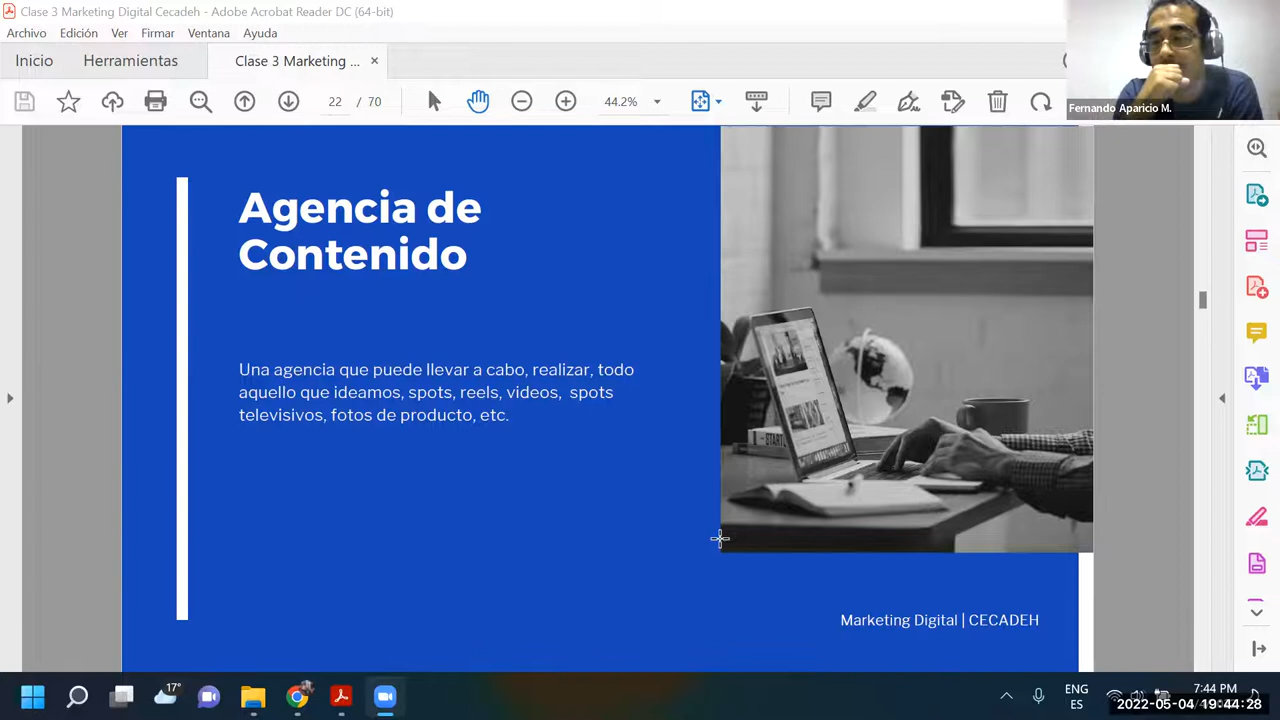 Clase 3 Marketing Digital Cecadeh - Adobe Acrobat Reader DC (64-bit)
Archivo Edición Ver Firmar Ventana Ayuda
Inicio Herramientas Clase 3 Marketing ... ×
22 / 70 44.2%
Fernando Aparicio M.
Agencia de
Contenido
Una agencia que puede llevar a cabo, realizar, todo
aquello que ideamos, spots, reels, videos, spots
televisivos, fotos de producto, etc.
Marketing Digital | CECADEH
17°
ENG
ES
7:44 PM
2022-05-04 19:44:28